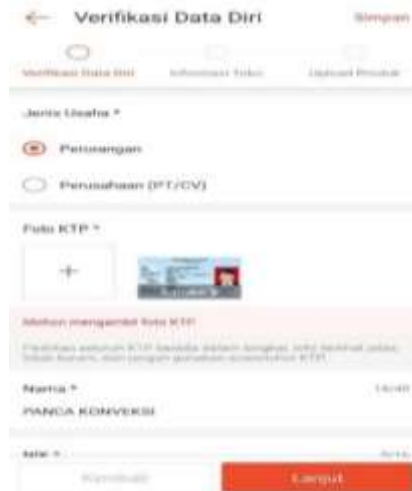 Verifikasi Data Diri Simpan
Verifikasi Data Diri Informasi Toko Upload Produk
Jenis Usaha *
Perorangan
Perusahaan (PT/CV)
Foto KTP *
+
Mohon mengambil foto KTP
Nama *
PANCA KONVEKSI
NIK *
Kembali Lanjut